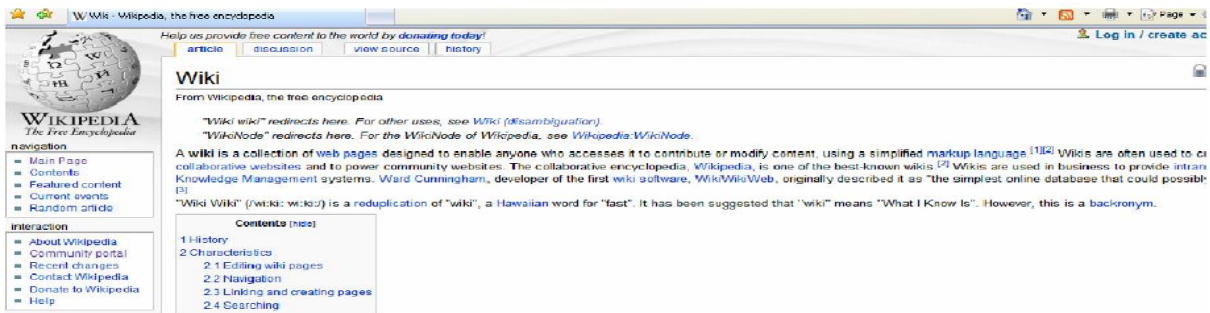 W Wiki - Wikipedia, the free encyclopedia
Page
Help us provide free content to the world by donating today!
Log in / create ac
article discussion view source history
Wiki
From Wikipedia, the free encyclopedia
"Wiki wiki" redirects here. For other uses, see Wiki (disambiguation).
"WikiNode" redirects here. For the WikiNode of Wikipedia, see Wikipedia:WikiNode.
A wiki is a collection of web pages designed to enable anyone who accesses it to contribute or modify content, using a simplified markup language.[1][2] Wikis are often used to cr
collaborative websites and to power community websites. The collaborative encyclopedia, Wikipedia, is one of the best-known wikis.[2] Wikis are used in business to provide intran
Knowledge Management systems. Ward Cunningham, developer of the first wiki software, WikiWikiWeb, originally described it as "the simplest online database that could possibly
[3]
"Wiki Wiki" (/wiːkiː wiːkiː/) is a reduplication of "wiki", a Hawaiian word for "fast". It has been suggested that "wiki" means "What I Know Is". However, this is a backronym.
Contents [hide]
1 History
2 Characteristics
2.1 Editing wiki pages
2.2 Navigation
2.3 Linking and creating pages
2.4 Searching
WIKIPEDIA
The Free Encyclopedia
navigation
Main Page
Contents
Featured content
Current events
Random article
interaction
About Wikipedia
Community portal
Recent changes
Contact Wikipedia
Donate to Wikipedia
Help